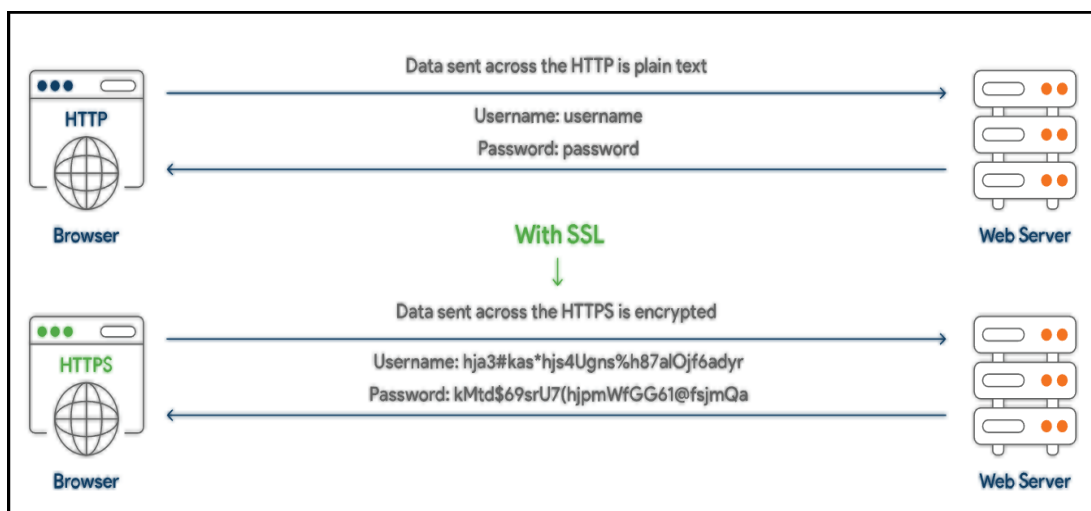 Data sent across the HTTP is plain text
HTTP
Username: username
Password: password
Browser
With SSL
Web Server
Data sent across the HTTPS is encrypted
HTTPS
Username: hja3#kas*hjs4Ugns%h87alOjf6adyr
Password: kMtd$69srU7(hjpmWfGG61@fsjmQa
Browser
Web Server